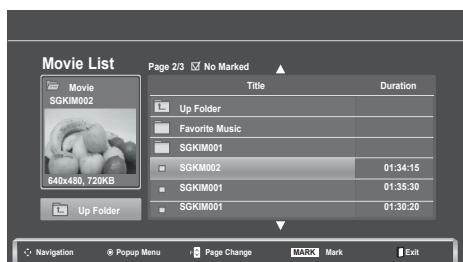 Movie List
Page 2/3 ☑ No Marked
Movie
SGKIM002
640x480, 720KB
Up Folder
Title Duration
Up Folder
Favorite Music
SGKIM001
SGKM002 01:34:15
SGKIM001 01:35:30
SGKIM001 01:30:20
Navigation Popup Menu Page Change MARK Mark Exit